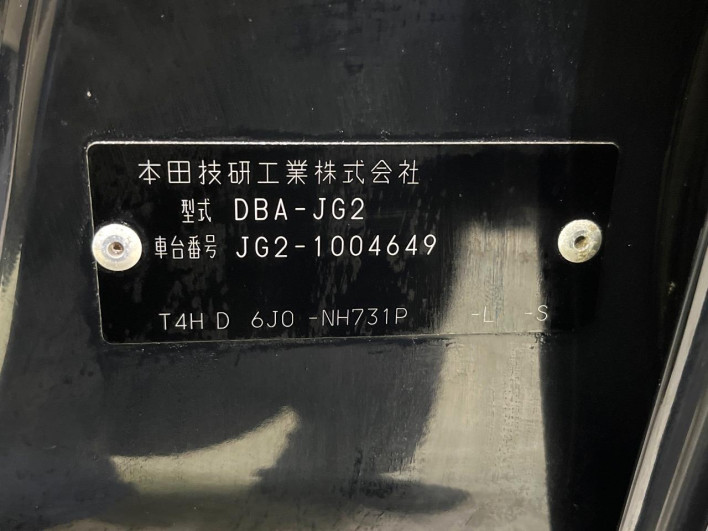 本田技研工業株式会社
型式 DBA-JG2
車台番号 JG2-1004649
T4H D 6J0 -NH731P -L -S